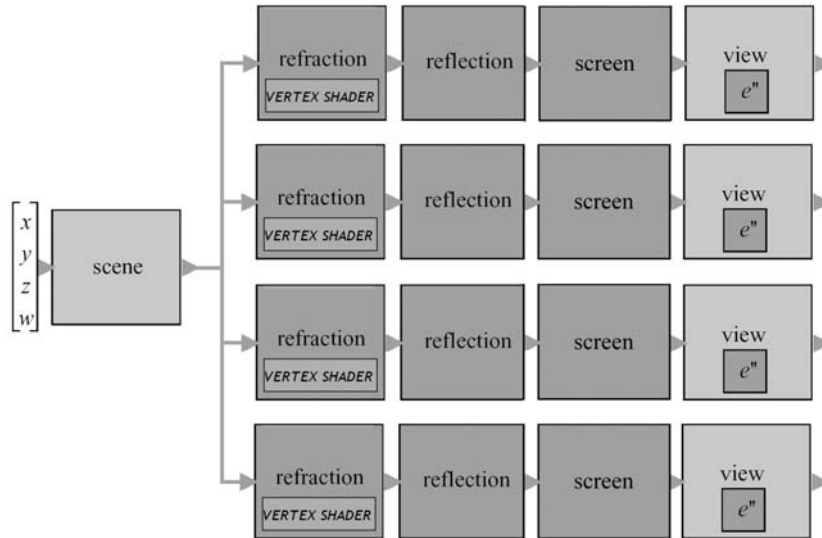 refraction reflection screen view
VERTEX SHADER e"
refraction reflection screen view
VERTEX SHADER e"
x
y
z
w
scene
refraction reflection screen view
VERTEX SHADER e"
refraction reflection screen view
VERTEX SHADER e"